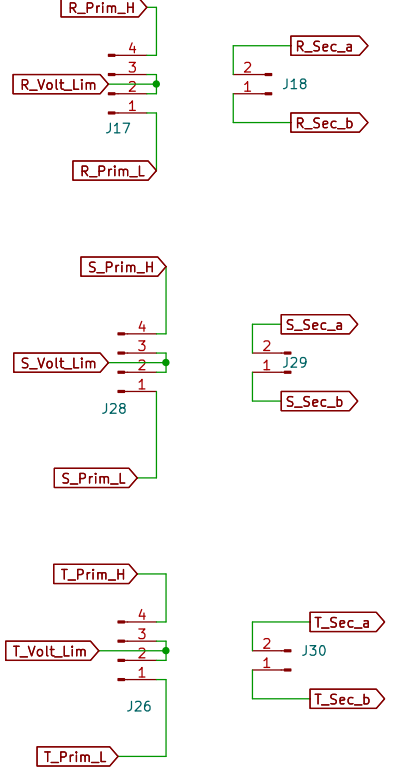 R_Prim_H
4
3
R_Volt_Lim
2
1
J17
R_Prim_L
R_Sec_a
2
J18
1
R_Sec_b
S_Prim_H
4
3
S_Volt_Lim
2
1
J28
S_Prim_L
S_Sec_a
2
J29
1
S_Sec_b
T_Prim_H
4
3
T_Volt_Lim
2
1
J26
T_Prim_L
T_Sec_a
2
J30
1
T_Sec_b